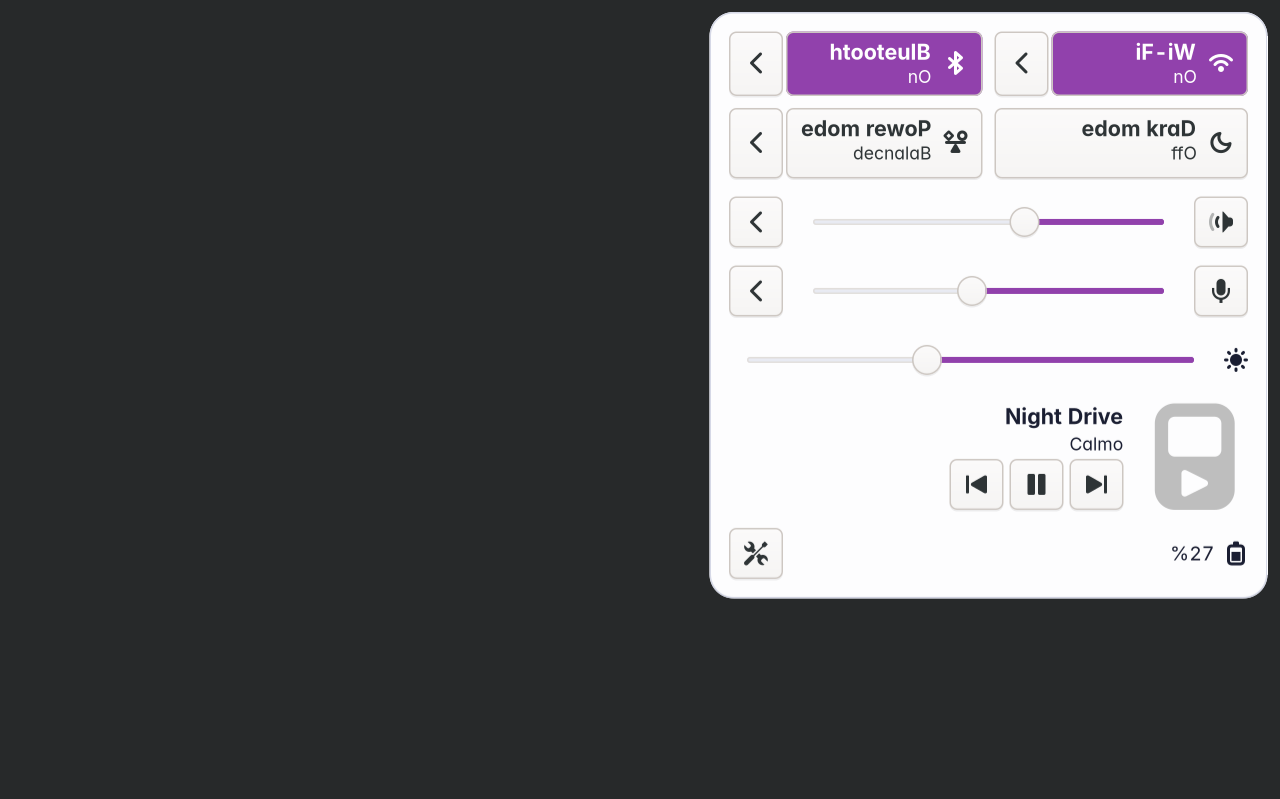 iF-iW
nO
htooteulB
nO
edom kraD
ffO
edom rewoP
decnalaB
Night Drive
Calmo
%27